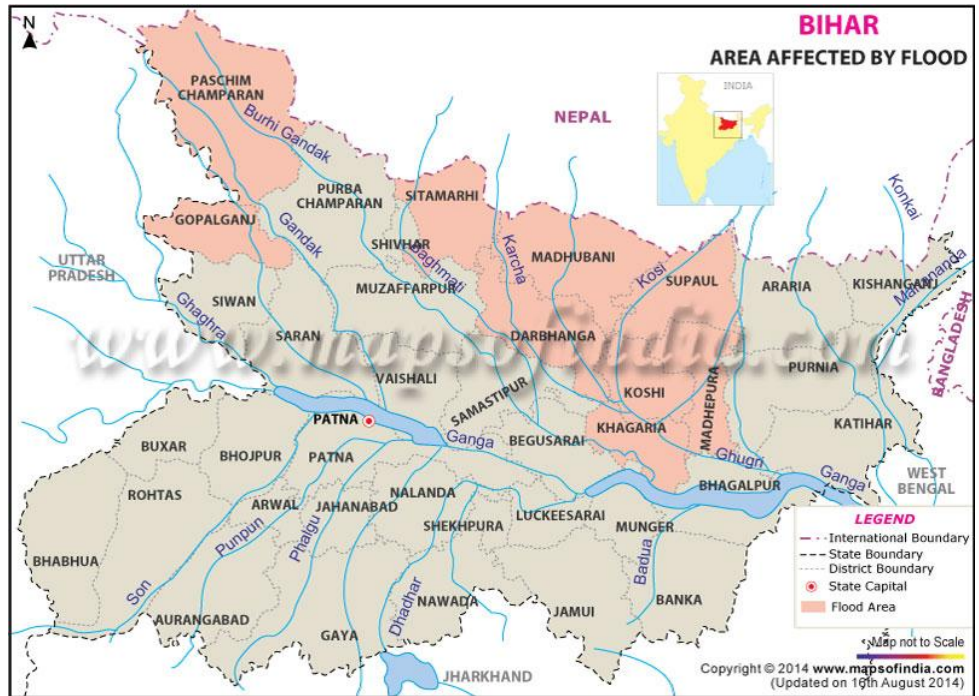 N
BIHAR
AREA AFFECTED BY FLOOD
INDIA
NEPAL
PASCHIM
CHAMPARAN
Burhi Gandak
PURBA
CHAMPARAN
SITAMARHI
Konkai
GOPALGANJ
Gandak
SHIVHAR
Baghmati
Karcha
MADHUBANI
Kosi
SUPAUL
ARARIA
KISHANGANJ
Mahananda
UTTAR
PRADESH
Ghaghra
SIWAN
MUZAFFARPUR
SARAN
DARBHANGA
BANGLADESH
www.mapsofindia.com
VAISHALI
SAMASTIPUR
KOSHI
MADHEPURA
PURNIA
PATNA
Ganga
BEGUSARAI
KHAGARIA
KATIHAR
BUXAR
BHOJPUR
PATNA
Ghugri
Ganga
WEST
BENGAL
ROHTAS
ARWAL
JAHANABAD
NALANDA
BHAGALPUR
Punpun
Phalgu
SHEKHPURA
LUCKEESARAI
MUNGER
BHABHUA
Son
Dhadhar
NAWADA
Badua
JAMUI
BANKA
AURANGABAD
GAYA
JHARKHAND
LEGEND
International Boundary
State Boundary
District Boundary
State Capital
Flood Area
Map not to Scale
Copyright © 2014 www.mapsofindia.com
(Updated on 16th August 2014)